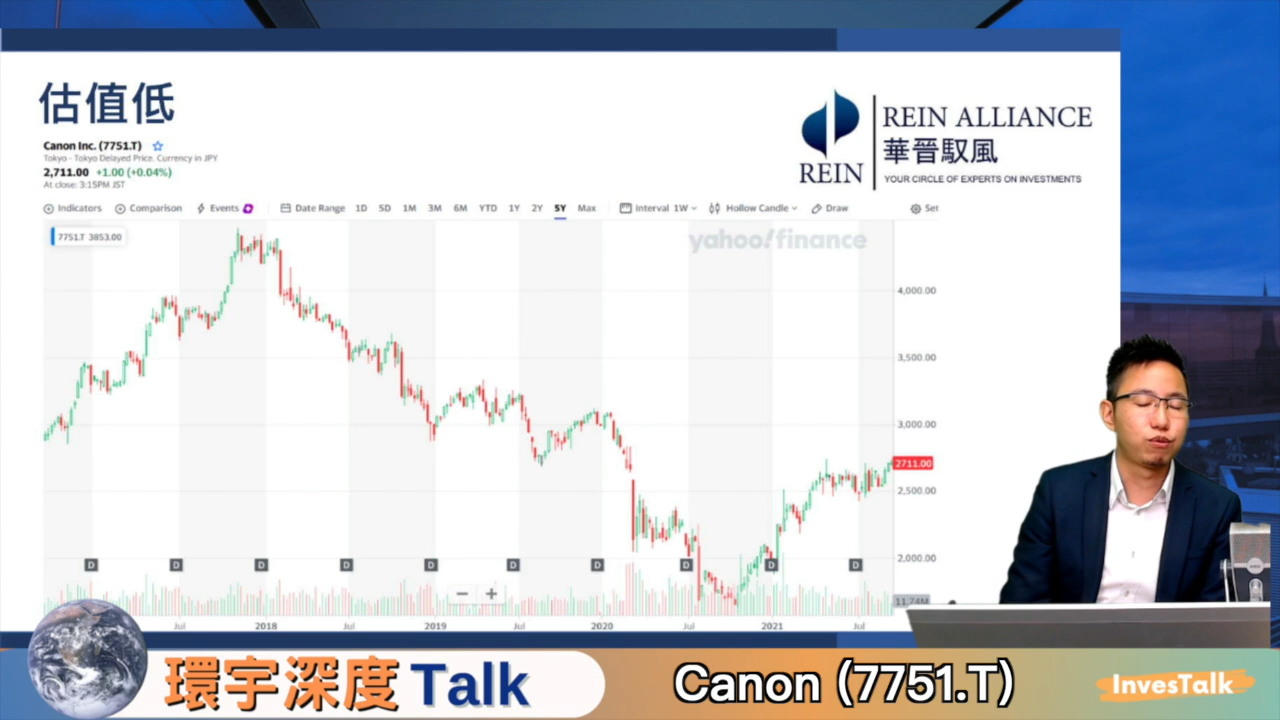 估值低
REIN ALLIANCE
華晉馭風
REIN
YOUR CIRCLE OF EXPERTS ON INVESTMENTS
Canon Inc. (7751.T)
Tokyo - Tokyo Delayed Price. Currency in JPY
2,711.00 +1.00 (+0.04%)
At close: 3:15PM JST
Indicators Comparison Events Date Range 1D 5D 1M 3M 6M YTD 1Y 2Y 5Y Max Interval 1W Hollow Candle Draw Set
7751.T 3853.00
yahoo!finance
4,000.00
3,500.00
3,000.00
2711.00
2,500.00
2,000.00
D D D D D D D D D D
11.74M
Jul 2018 Jul 2019 Jul 2020 Jul 2021 Jul
環宇深度 Talk
Canon (7751.T)
InvesTalk